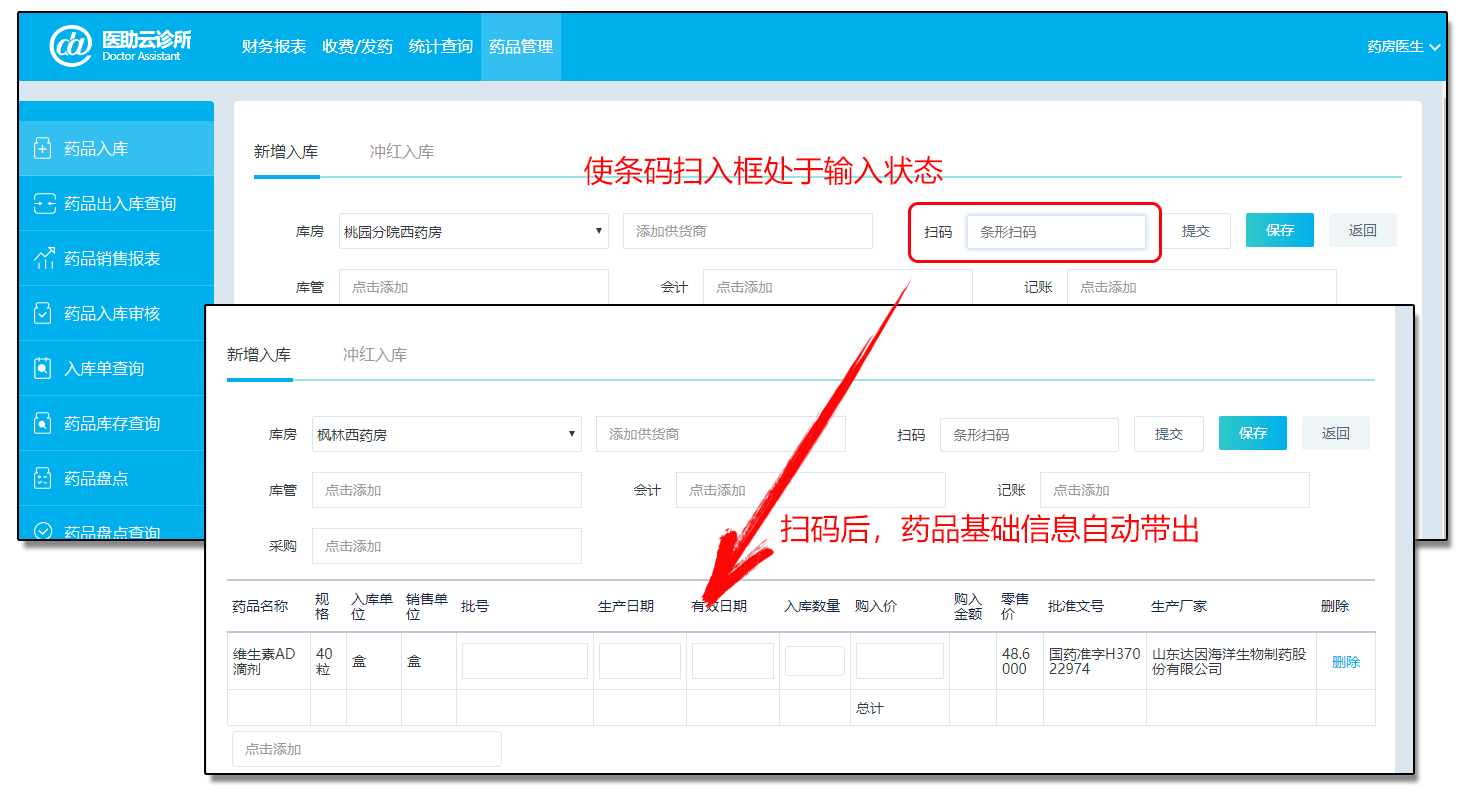 医助云诊所
Doctor Assistant
财务报表 收费/发药 统计查询 药品管理
药房医生
药品入库
药品出入库查询
药品销售报表
药品入库审核
入库单查询
药品库存查询
药品盘点
药品盘点查询
新增入库 冲红入库
使条码扫入框处于输入状态
库房 桃园分院西药房 添加供货商 扫码 条形扫码 提交 保存 返回
库管 点击添加 会计 点击添加 记账 点击添加
新增入库 冲红入库
库房 枫林西药房 添加供货商 扫码 条形扫码 提交 保存 返回
库管 点击添加 会计 点击添加 记账 点击添加
扫码后，药品基础信息自动带出
采购 点击添加
药品名称 规格 入库单位 销售单位 批号 生产日期 有效日期 入库数量 购入价 购入金额 零售价 批准文号 生产厂家 删除
维生素AD滴剂 40粒 盒 盒 48.6000 国药准字H37022974 山东达因海洋生物制药股份有限公司 删除
总计
点击添加